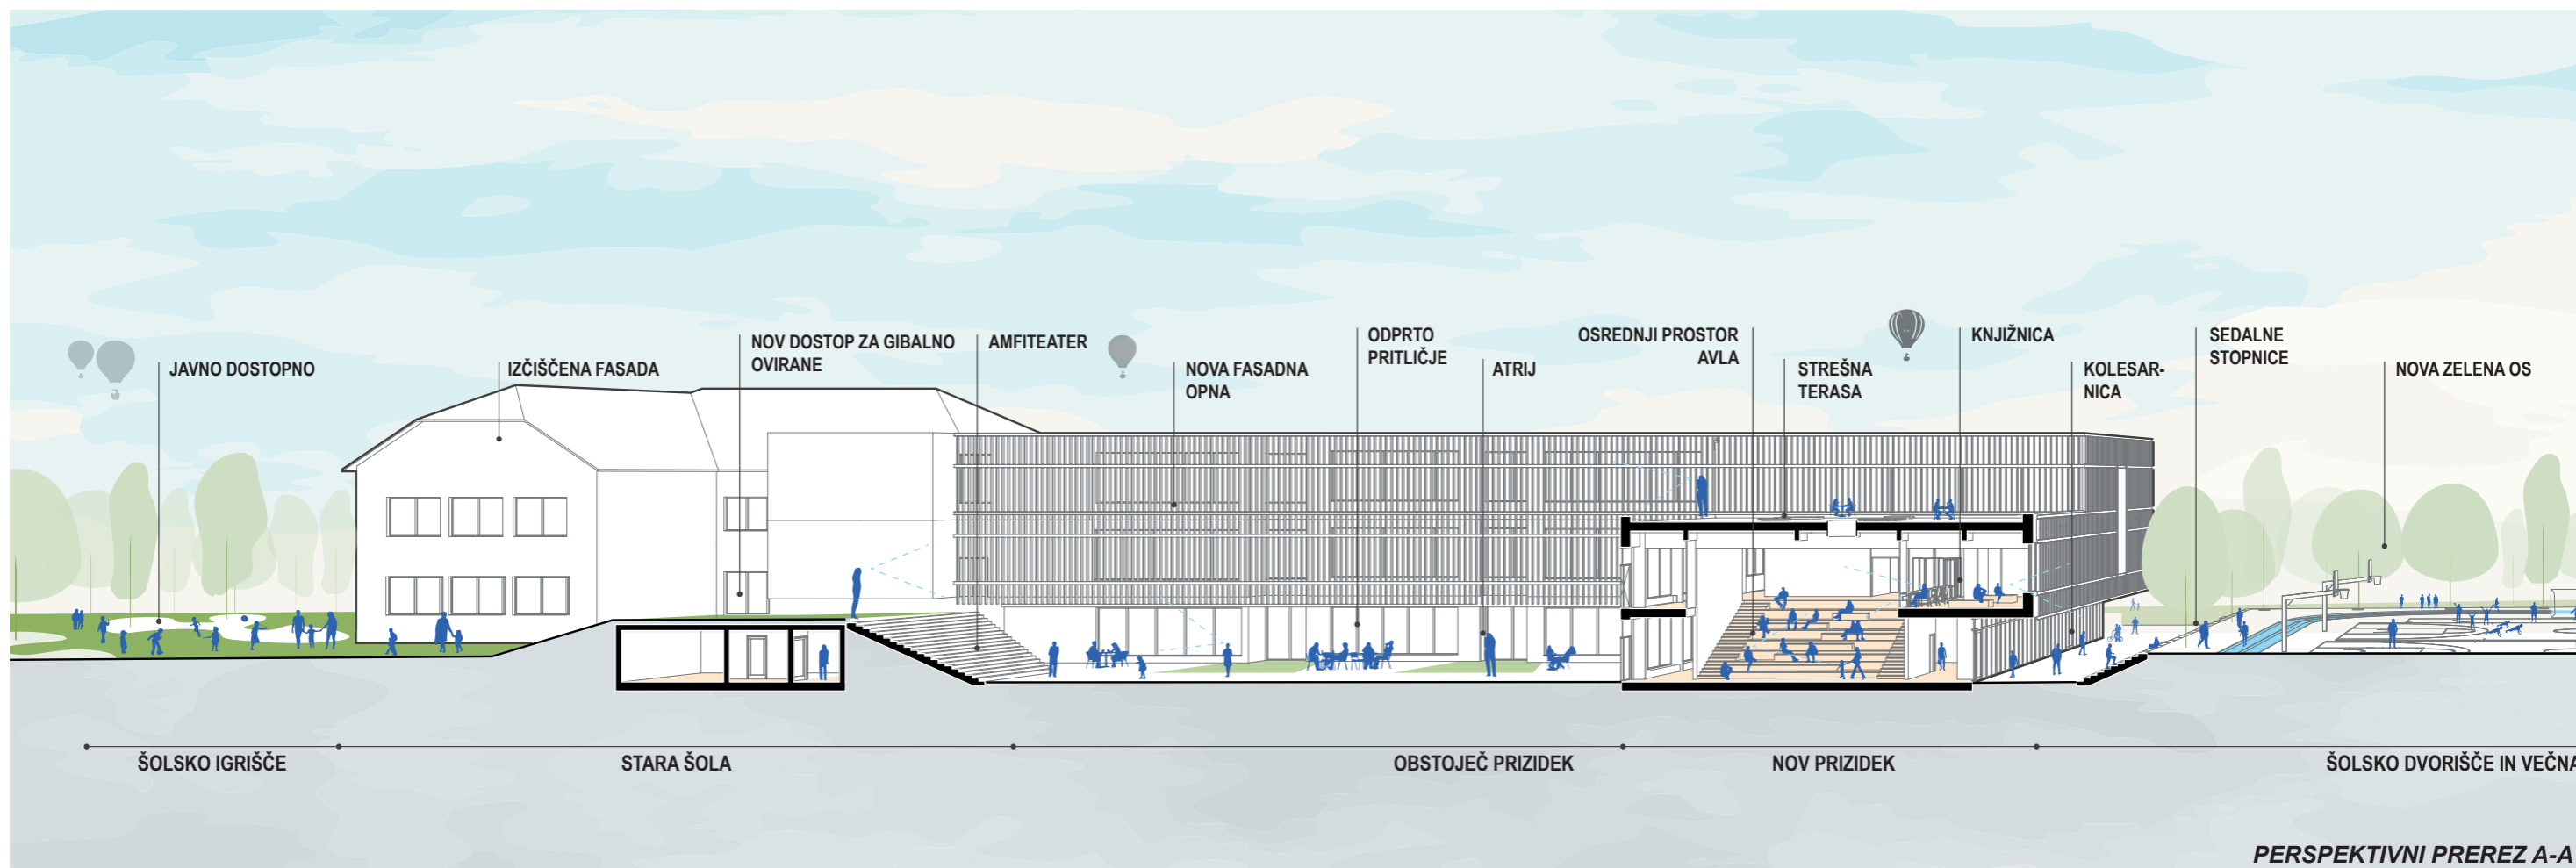 JAVNO DOSTOPNO
IZČIŠČENA FASADA
NOV DOSTOP ZA GIBALNO
OVIRANE
AMFITEATER
NOVA FASADNA
OPNA
ODPRTO
PRITLIČJE
ATRIJ
OSREDNJI PROSTOR
AVLA
STREŠNA
TERASA
KNJIŽNICA
KOLESAR-
NICA
SEDALNE
STOPNICE
NOVA ZELENA OS
ŠOLSKO IGRIŠČE
STARA ŠOLA
OBSTOJEČ PRIZIDEK
NOV PRIZIDEK
ŠOLSKO DVORIŠČE IN VEČNA
PERSPEKTIVNI PREREZ A-A